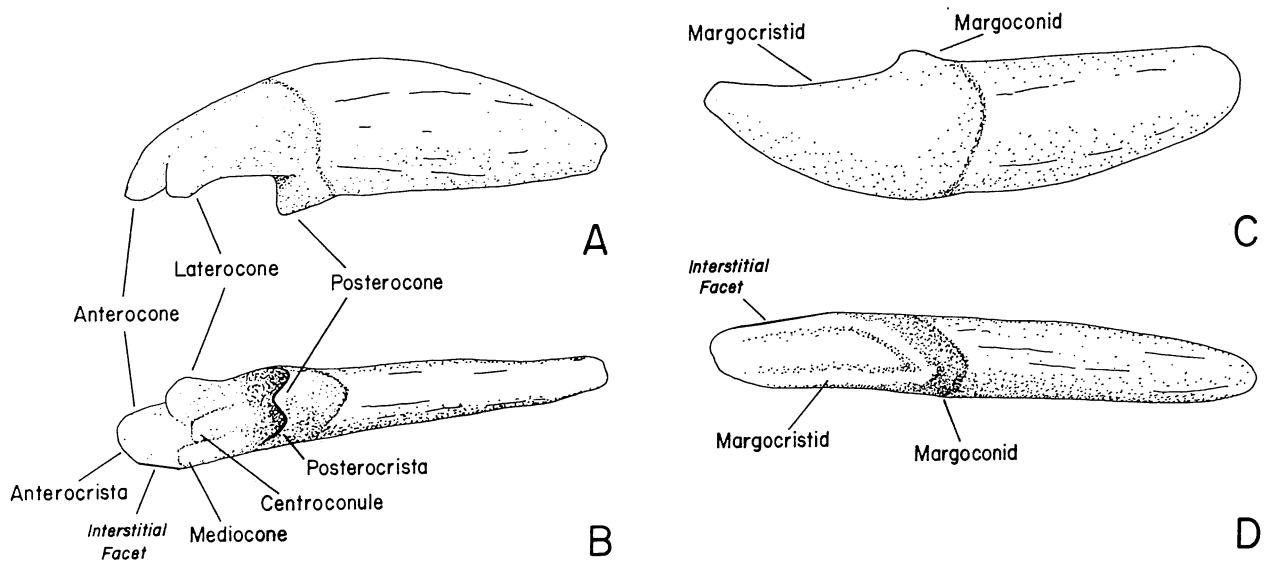 Margocristid
Margoconid
A
C
Laterocone
Posterocone
Anterocone
Interstitial
Facet
Margocristid
Margoconid
Posterocrista
Anterocrista
Centroconule
Interstitial
Facet
Mediocone
B
D